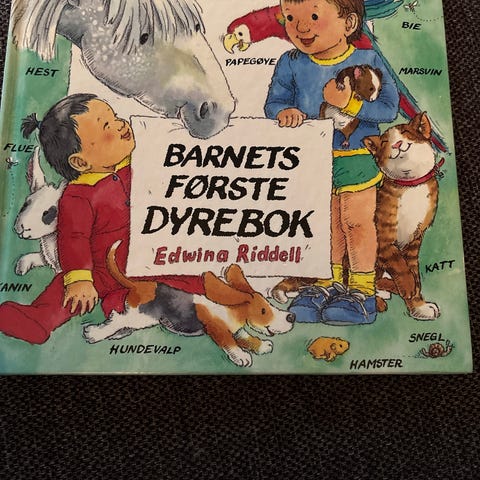 BIE
HEST
PAPEGØYE
MARSVIN
FLUE
BARNETS
FØRSTE
DYREBOK
Edwina Riddell
ANIN
KATT
HUNDEVALP
SNEGL
HAMSTER